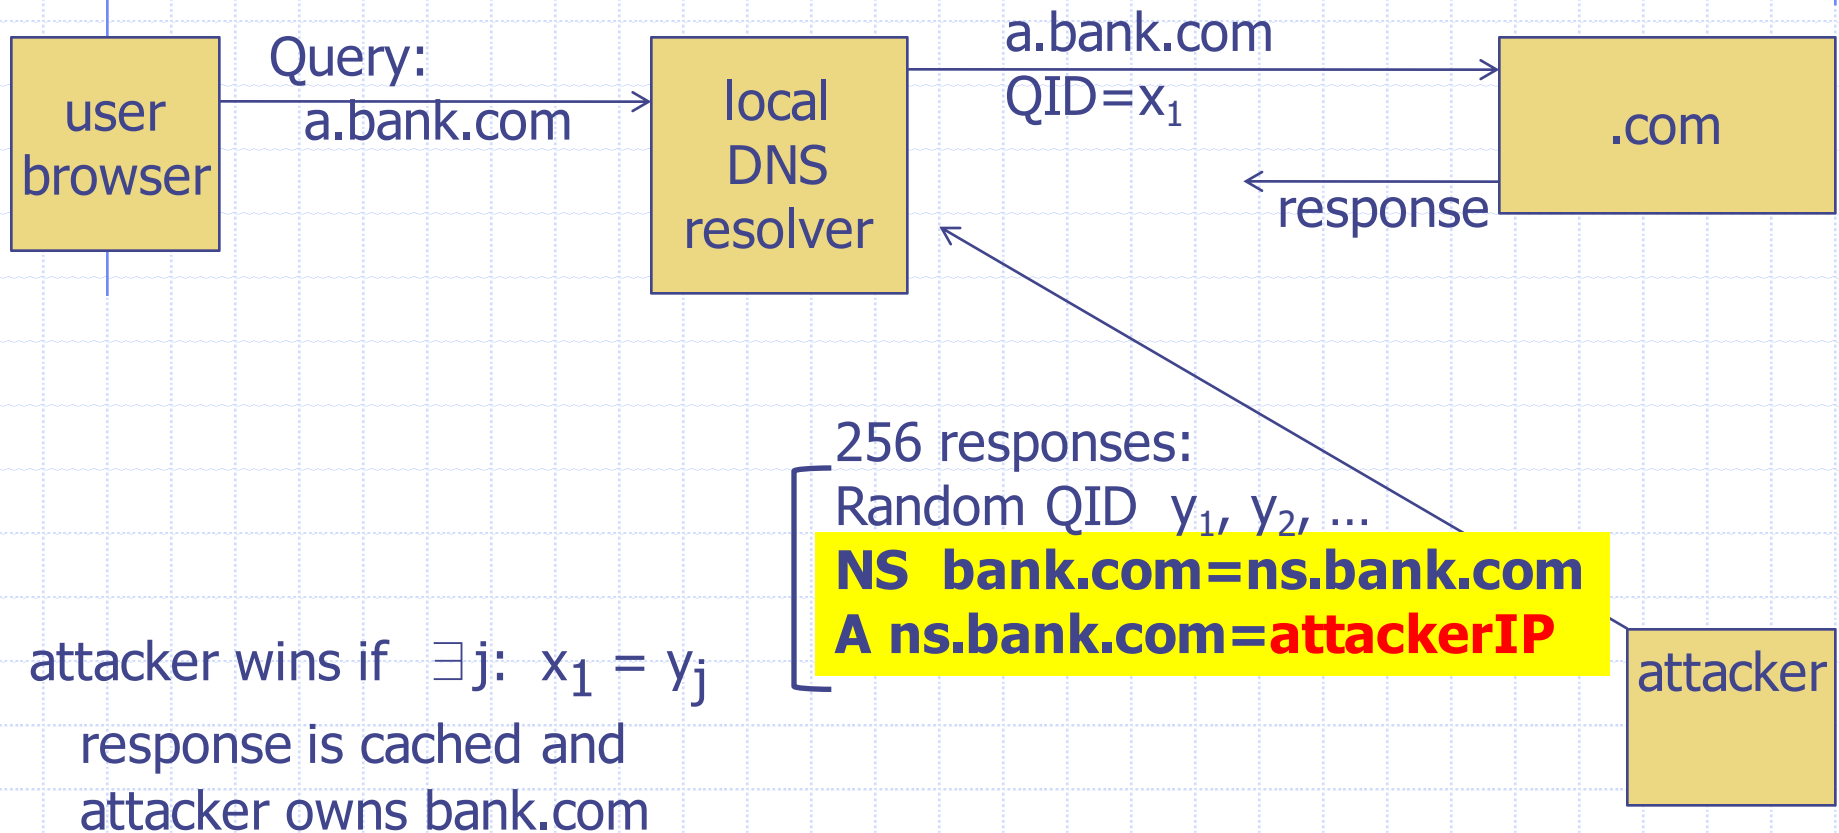 user
browser
Query:
a.bank.com
local
DNS
resolver
a.bank.com
QID=x₁
.com
response
256 responses:
Random QID y₁, y₂, …
NS bank.com=ns.bank.com
A ns.bank.com=attackerIP
attacker
attacker wins if ∃j: x₁ = yⱼ
response is cached and
attacker owns bank.com